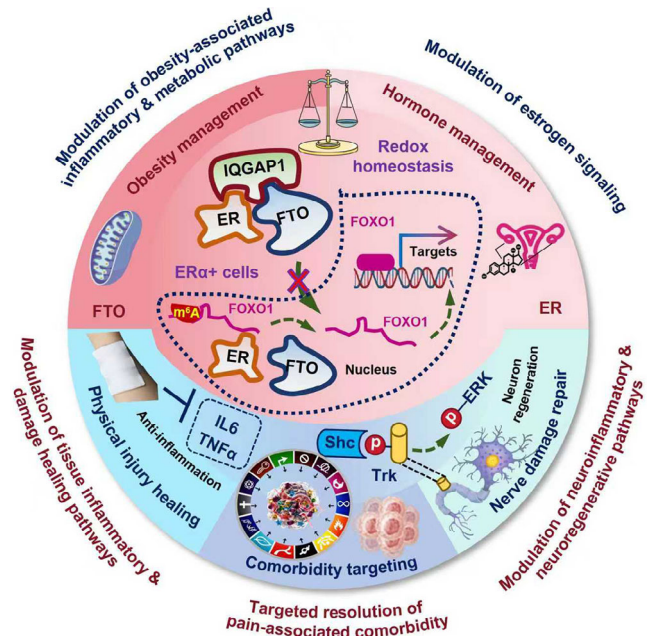 Modulation of obesity-associated
inflammatory & metabolic pathways
Modulation of estrogen signaling
Obesity management
Hormone management
Redox
homeostasis
IQGAP1
ER
FTO
FOXO1
Targets
ERα+ cells
FTO
ER
m⁶A
FOXO1
FOXO1
ER
FTO
Nucleus
Physical injury healing
Anti-inflammation
IL6
TNFα
Shc
p
Trk
p
-ERK
Neuron
regeneration
Nerve damage repair
Comorbidity targeting
Modulation of tissue inflammatory &
damage healing pathways
Modulation of neuroinflammatory &
neuroregenerative pathways
Targeted resolution of
pain-associated comorbidity